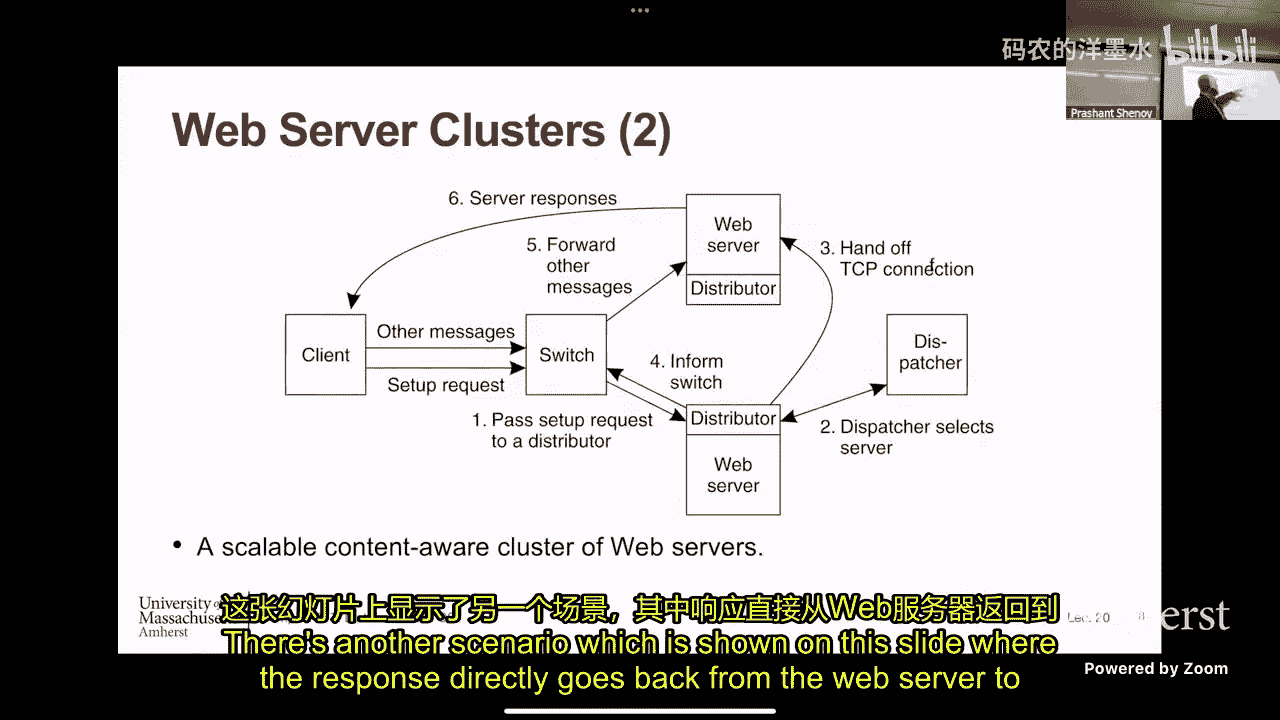 码农的洋墨水 bilibili
Prashant Shenoy
Web Server Clusters (2)
6. Server responses
Web
server
Distributor
5. Forward
other
messages
3. Hand off
TCP connection
Client
Other messages
Setup request
Switch
4. Inform
switch
Dis-
patcher
1. Pass setup request
to a distributor
Distributor
Web
server
2. Dispatcher selects
server
• A scalable content-aware cluster of Web servers.
University of
Massachuse
Amherst
Lec. 20
erst
这张幻灯片上显示了另一个场景，其中响应直接从Web服务器返回到
There's another scenario which is shown on this slide where
the response directly goes back from the web server to
Powered by Zoom